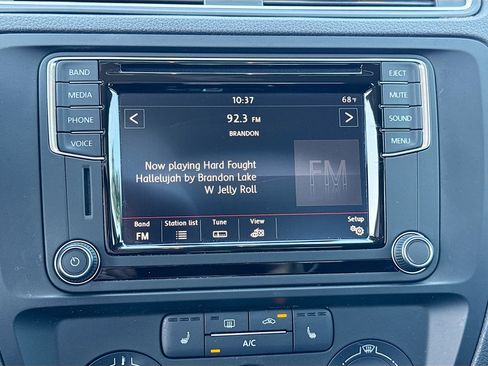 BAND
MEDIA
PHONE
VOICE
EJECT
MUTE
SOUND
MENU
10:37
68°F
<
92.3 FM
>
BRANDON
Now playing Hard Fought
Hallelujah by Brandon Lake
W Jelly Roll
FM
Band
Station list
Tune
View
Setup
FM
A/C